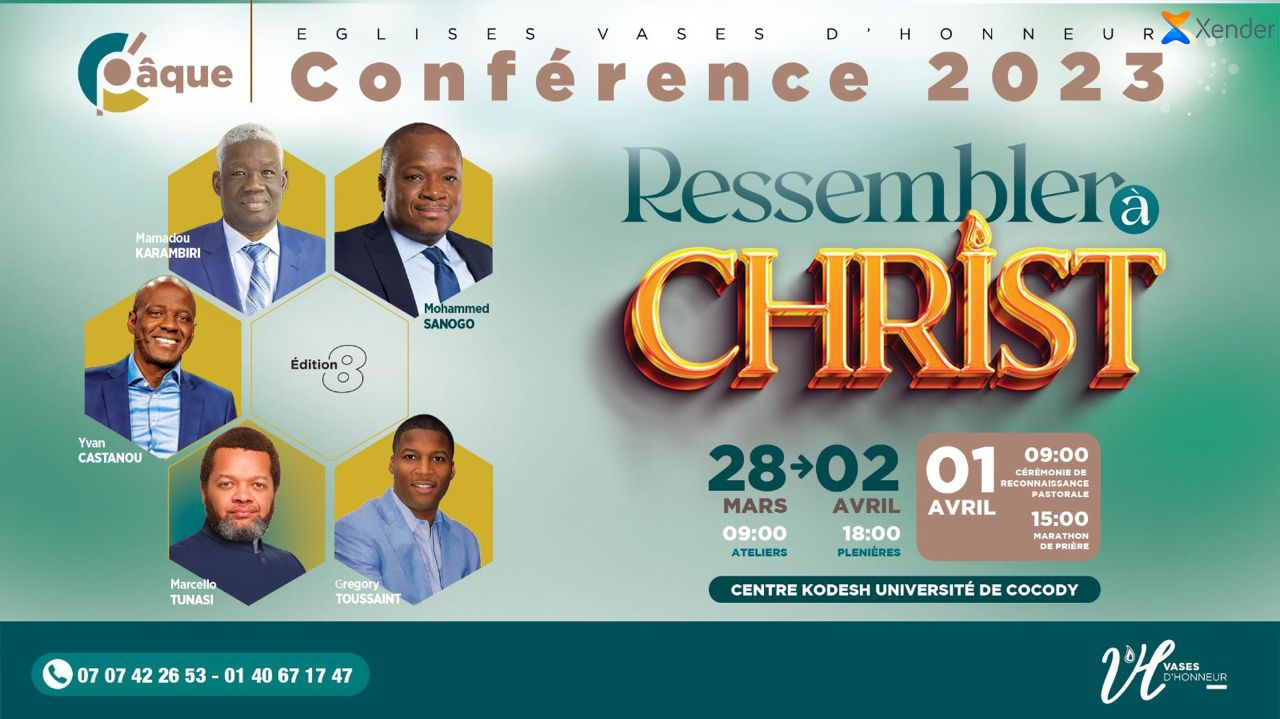 EGLISES VASES D'HONNEUR
Xender
Pâque
Conférence 2023
Mamadou
KARAMBIRI
Mohammed
SANOGO
Édition 8
Yvan
CASTANOU
Marcello
TUNASI
Gregory
TOUSSAINT
Ressembler à
CHRIST
28 → 02
MARS AVRIL
09:00 18:00
ATELIERS PLENIÈRES
01
AVRIL
09:00
CÉRÉMONIE DE
RECONNAISSANCE
PASTORALE
15:00
MARATHON
DE PRIÈRE
CENTRE KODESH UNIVERSITÉ DE COCODY
07 07 42 26 53 - 01 40 67 17 47
VH
VASES
D'HONNEUR